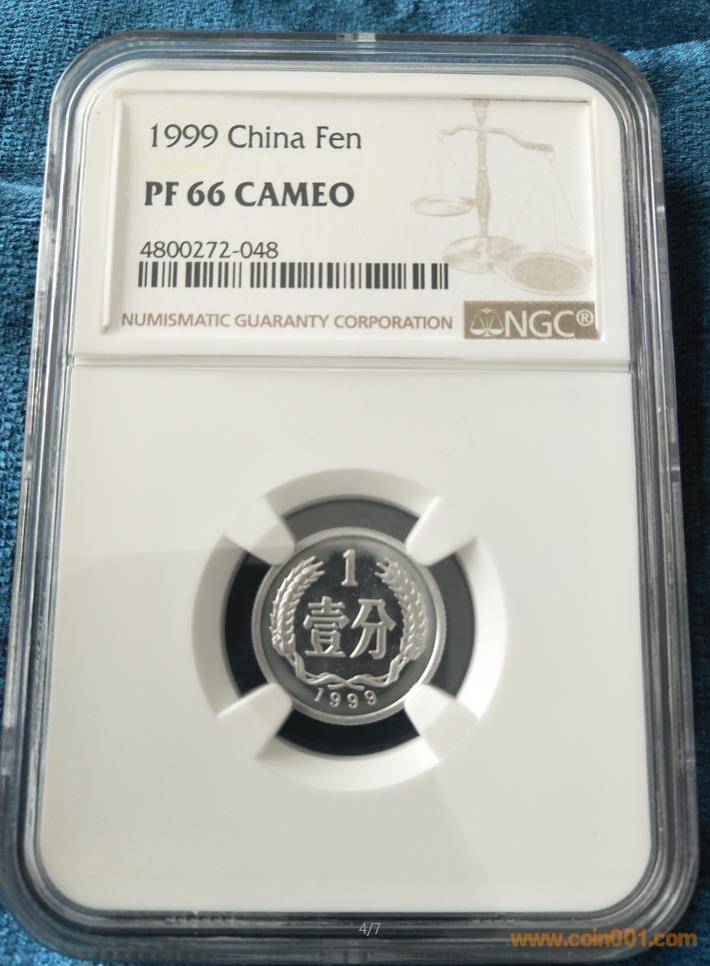 1999 China Fen
PF 66 CAMEO
4800272-048
NUMISMATIC GUARANTY CORPORATION
NGC®
1
壹分
1999
4/7
www.coin001.com